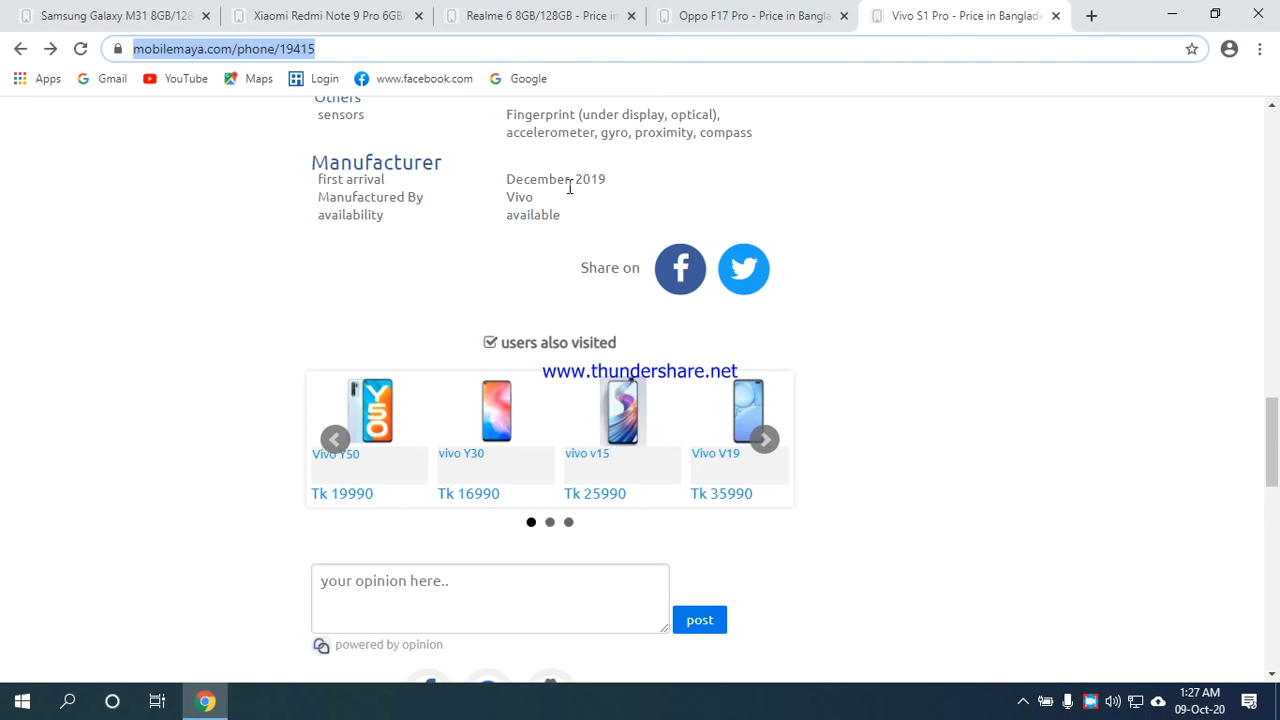 Samsung Galaxy M31 8GB/128
Xiaomi Redmi Note 9 Pro 6GB/
Realme 6 8GB/128GB - Price in
Oppo F17 Pro - Price in Bangla
Vivo S1 Pro - Price in Banglade
mobilemaya.com/phone/19415
Apps
Gmail
YouTube
Maps
Login
www.facebook.com
Google
Others
sensors
Fingerprint (under display, optical),
accelerometer, gyro, proximity, compass
Manufacturer
first arrival
December-2019
Manufactured By
Vivo
availability
available
Share on
users also visited
www.thundershare.net
Y50
Vivo Y50
vivo Y30
vivo v15
Vivo V19
Tk 19990
Tk 16990
Tk 25990
Tk 35990
your opinion here..
post
powered by opinion
1:27 AM
09-Oct-20